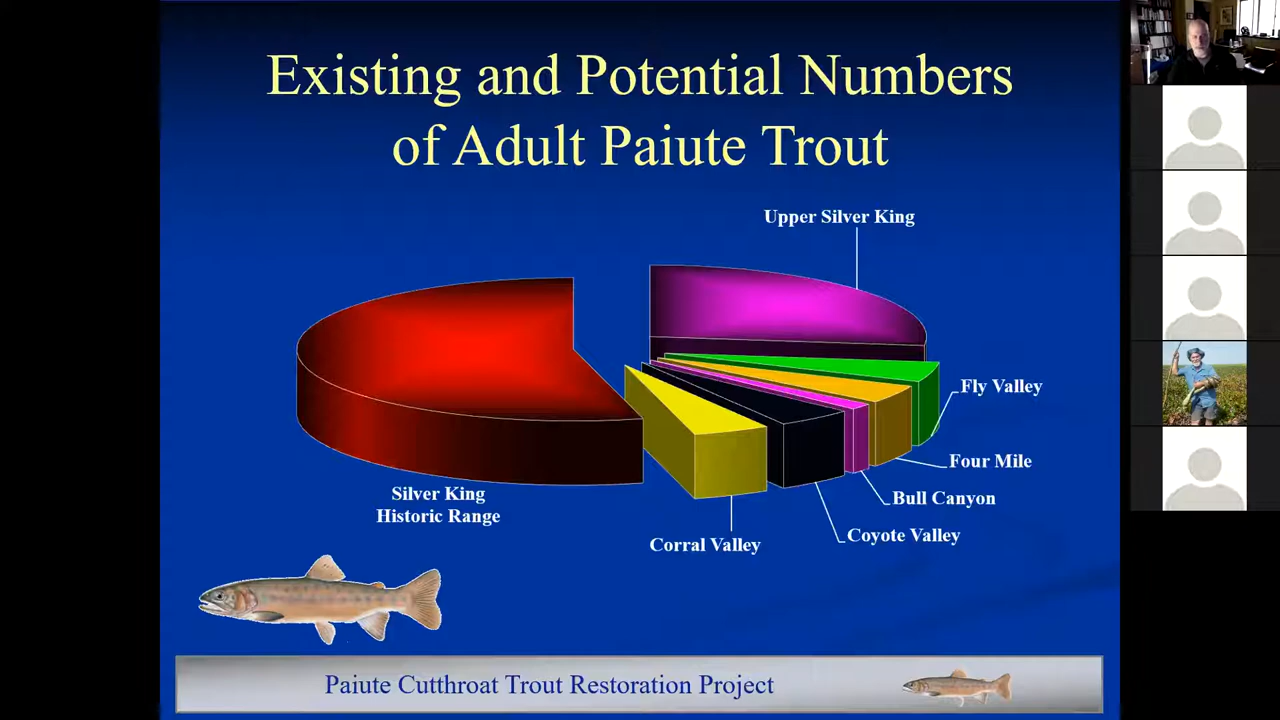 Existing and Potential Numbers
of Adult Paiute Trout
Upper Silver King
Fly Valley
Four Mile
Bull Canyon
Coyote Valley
Corral Valley
Silver King
Historic Range
Paiute Cutthroat Trout Restoration Project